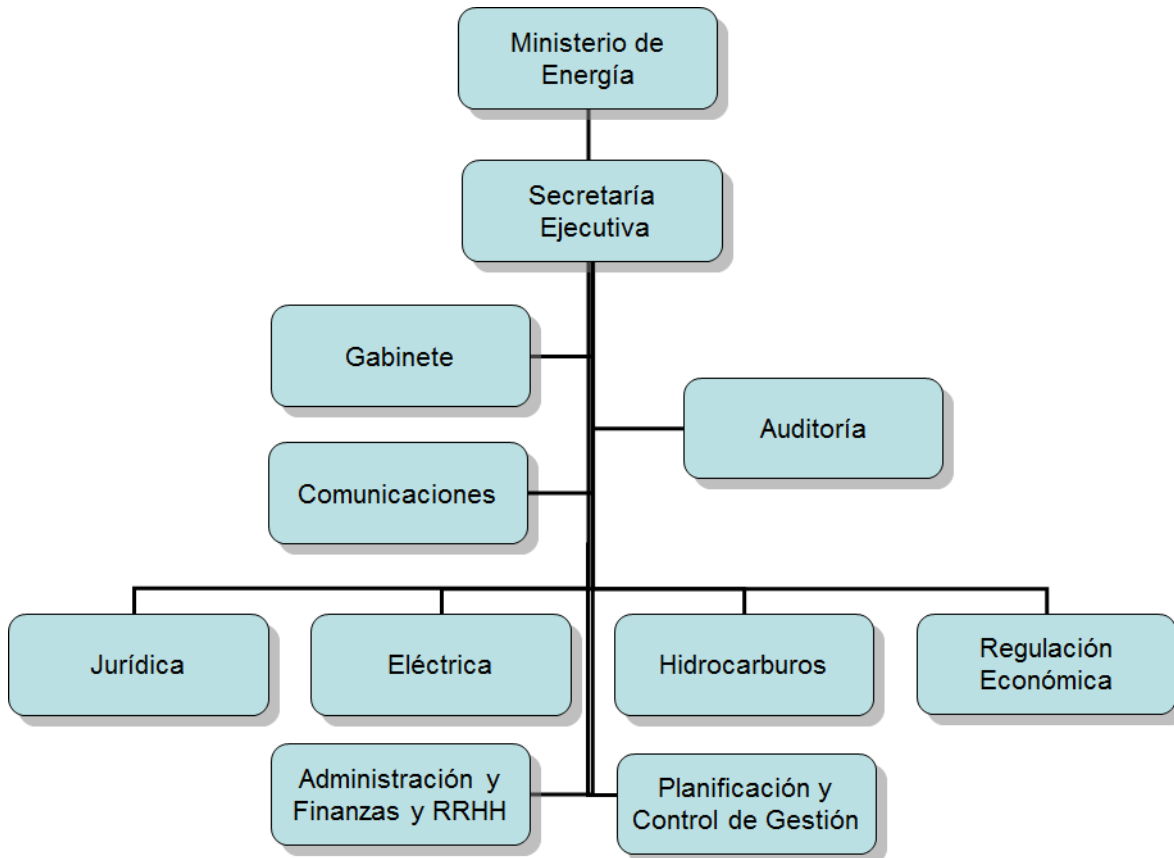 Ministerio de
Energía
Secretaría
Ejecutiva
Gabinete
Auditoría
Comunicaciones
Jurídica
Eléctrica
Hidrocarburos
Regulación
Económica
Administración y
Finanzas y RRHH
Planificación y
Control de Gestión